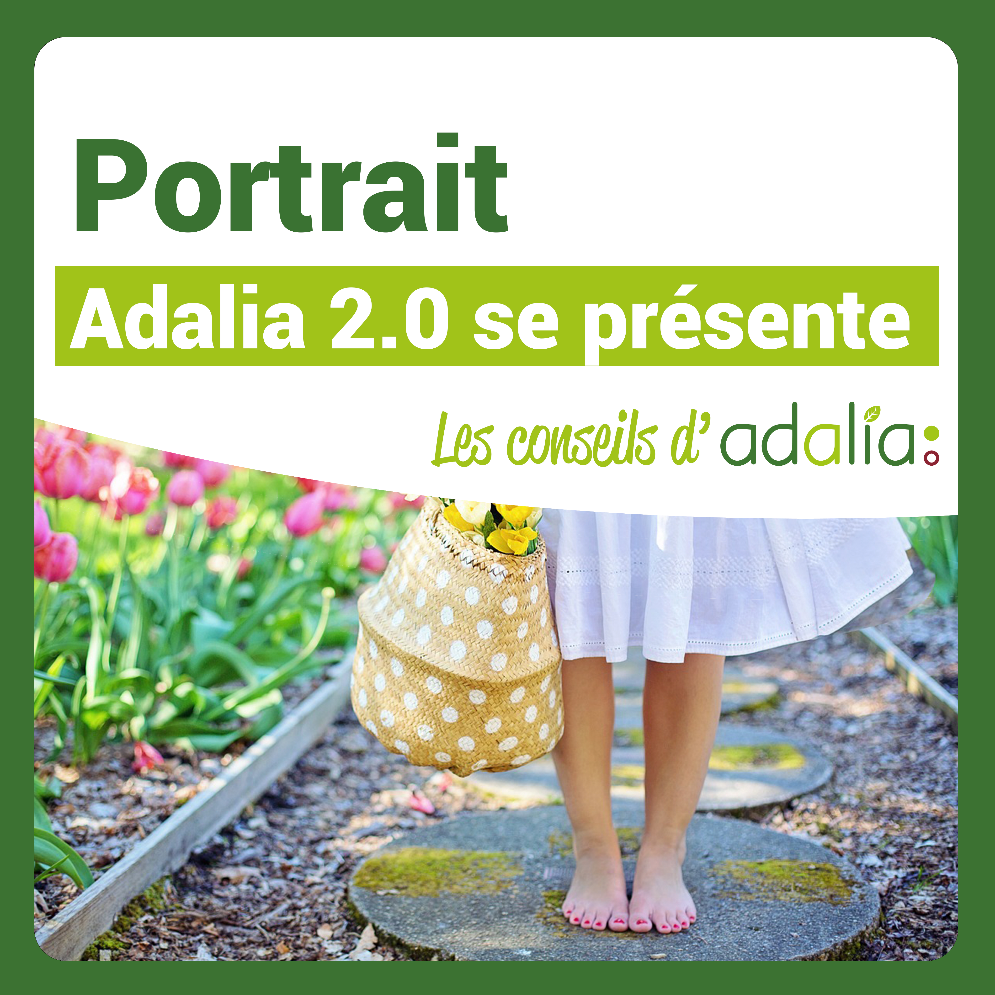 Portrait
Adalia 2.0 se présente
Les conseils d' adalia: